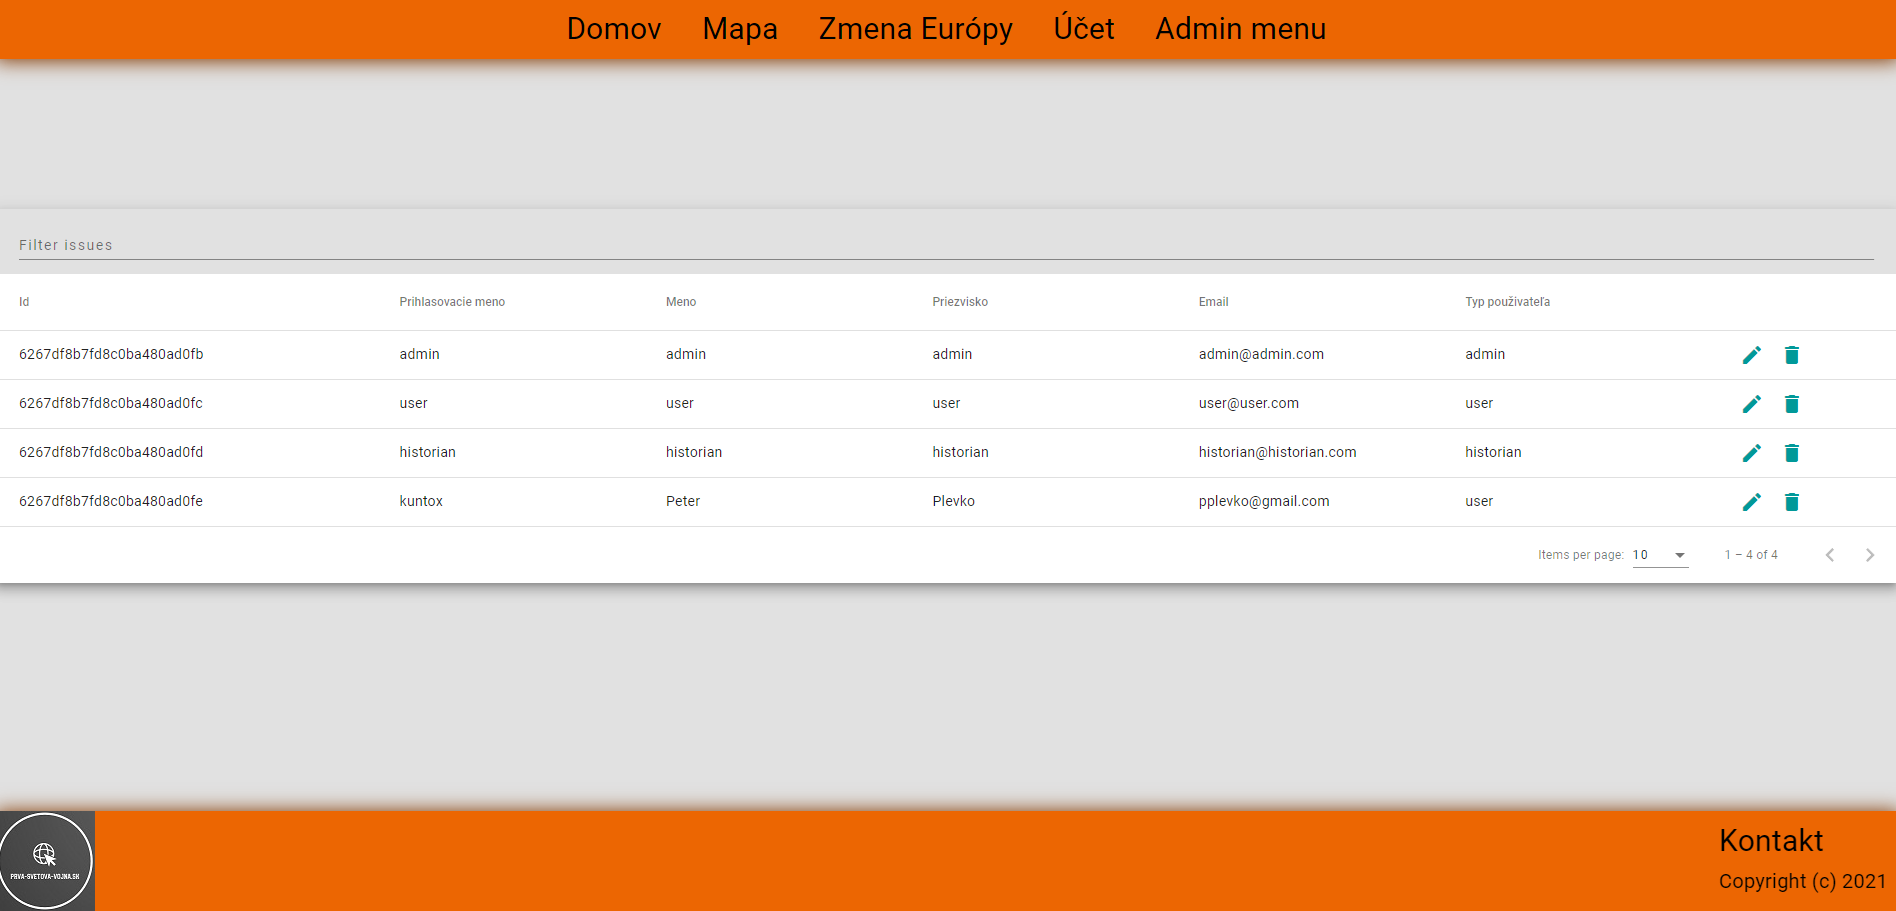 Domov Mapa Zmena Európy Účet Admin menu
Filter issues
Id Prihlasovacie meno Meno Priezvisko Email Typ používateľa
6267df8b7fd8c0ba480ad0fb admin admin admin admin@admin.com admin
6267df8b7fd8c0ba480ad0fc user user user user@user.com user
6267df8b7fd8c0ba480ad0fd historian historian historian historian@historian.com historian
6267df8b7fd8c0ba480ad0fe kuntox Peter Plevko pplevko@gmail.com user
Items per page: 10 1 – 4 of 4
PRVA-SVETOVA-VOJNA.SK
Kontakt
Copyright (c) 2021